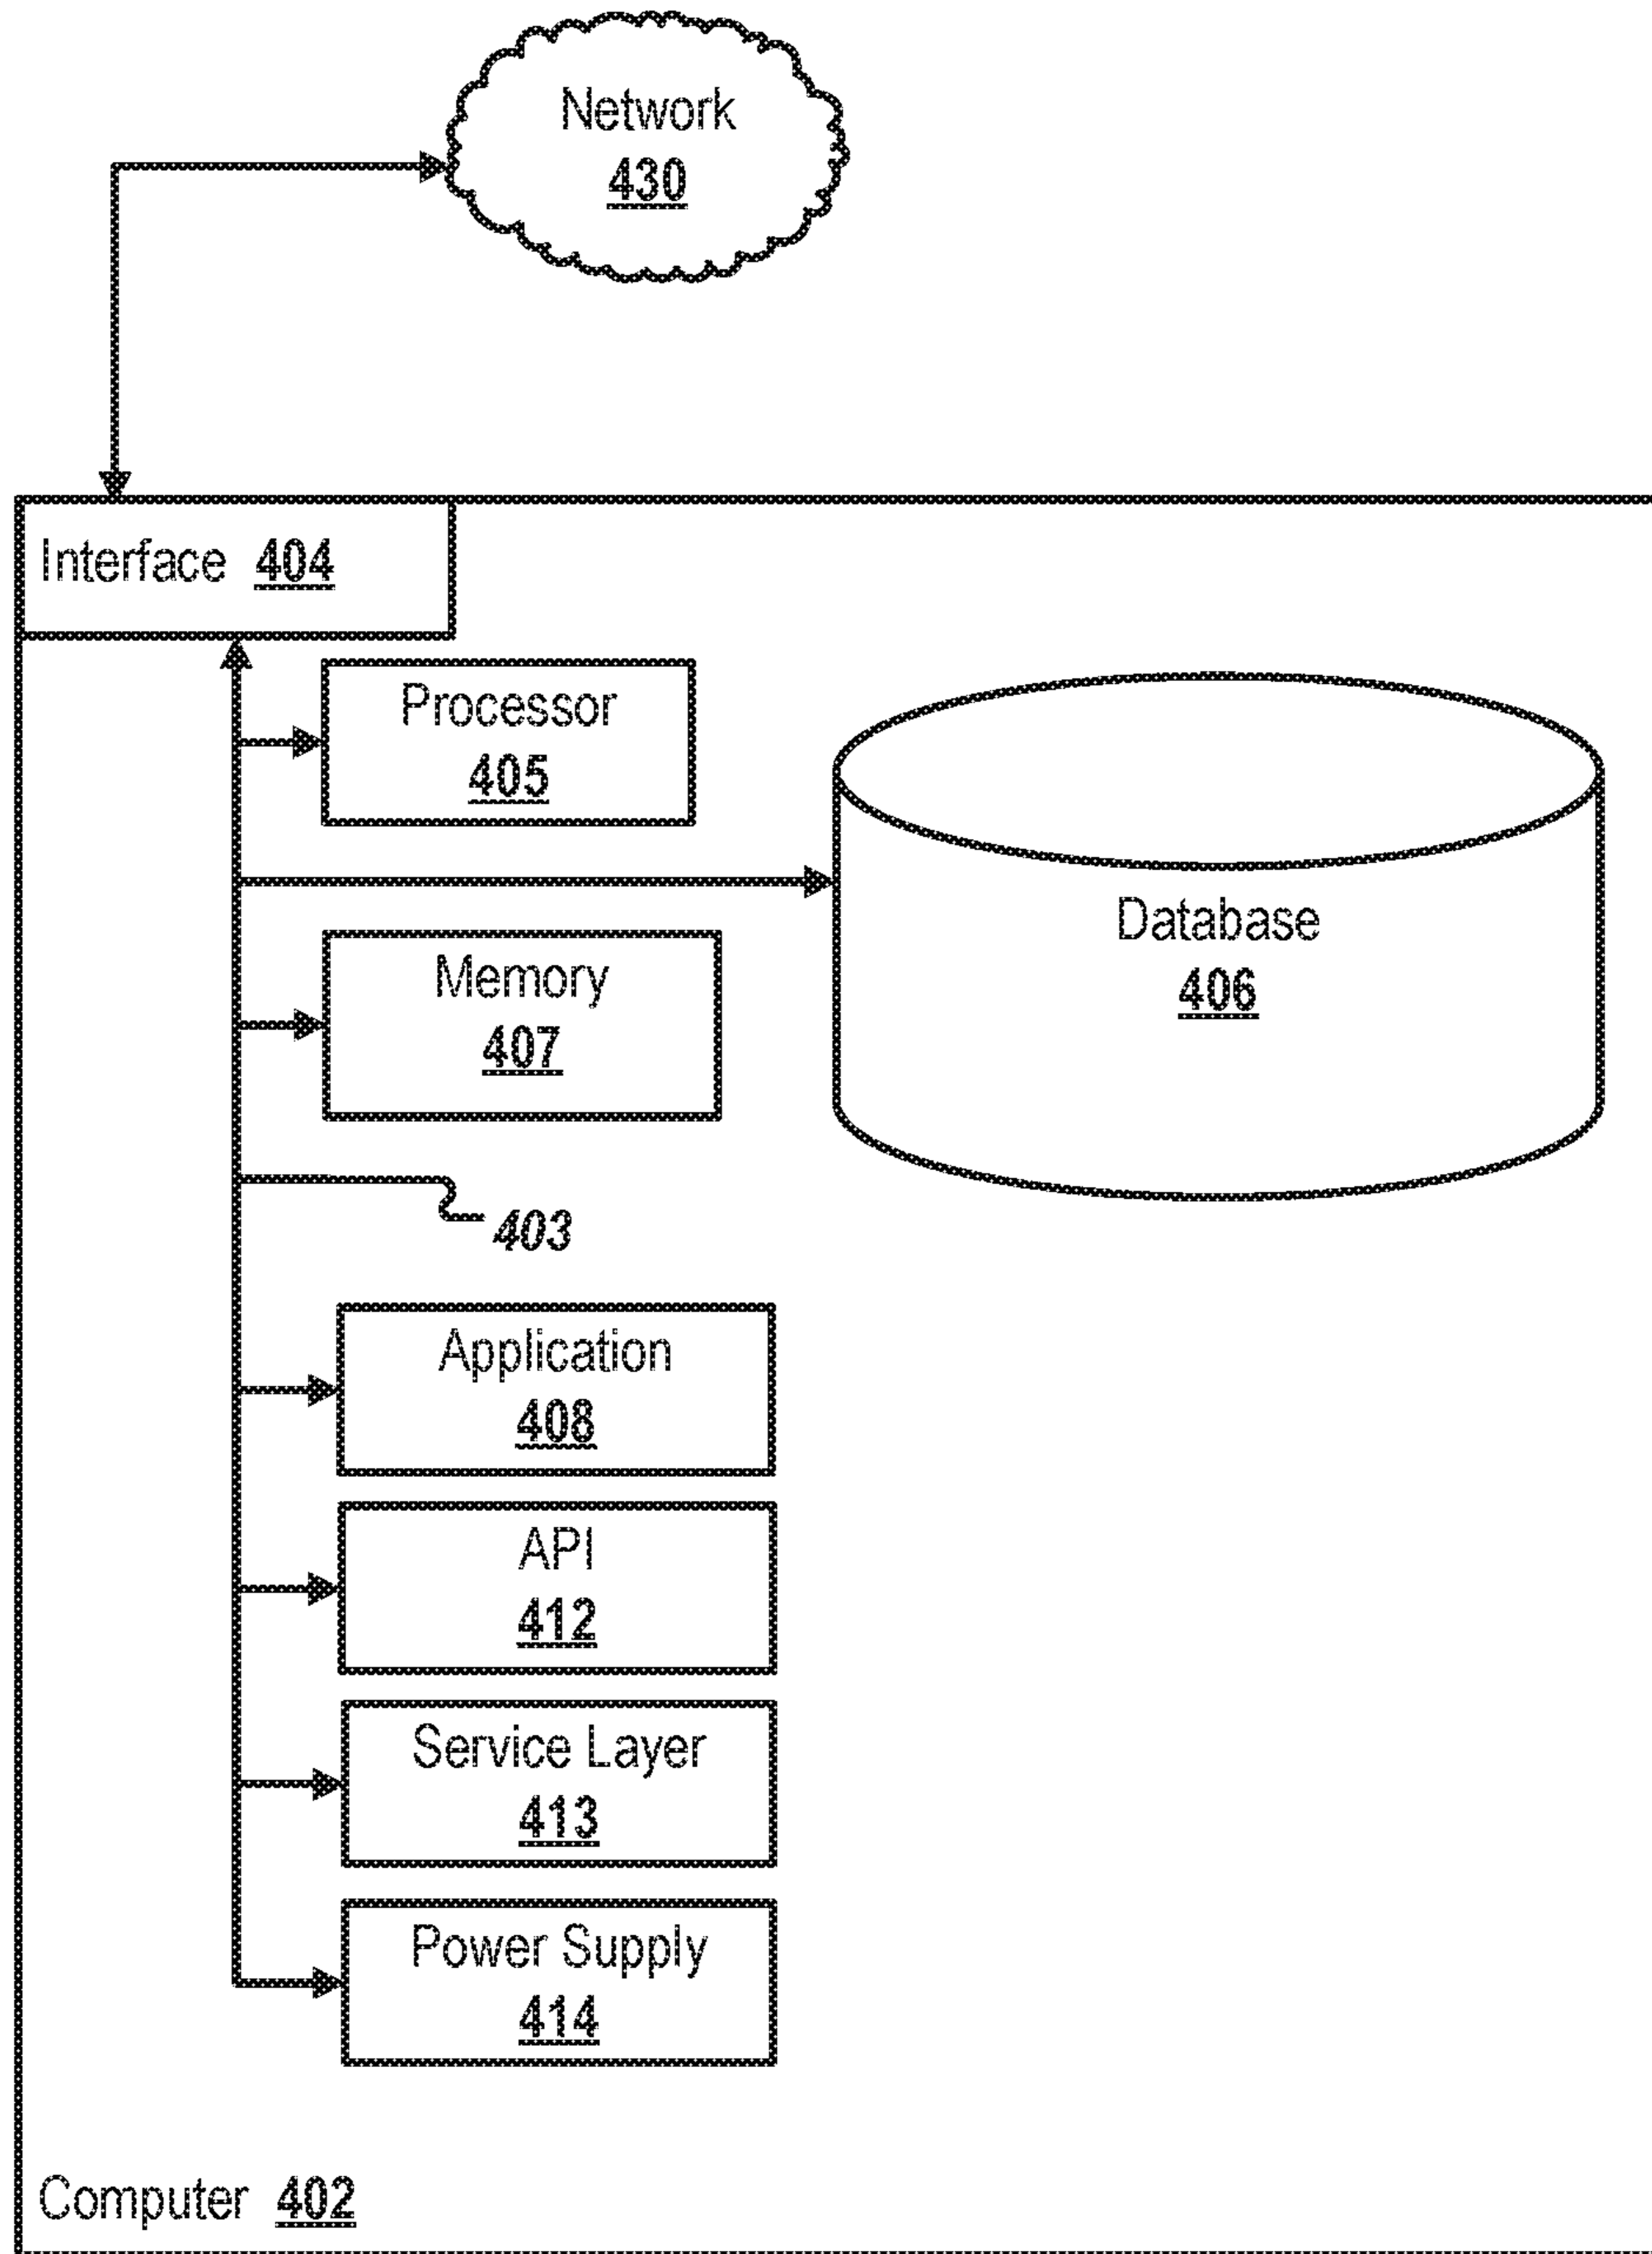 Network
430
Interface 404
Processor
405
Database
406
Memory
407
403
Application
408
API
412
Service Layer
413
Power Supply
414
Computer 402